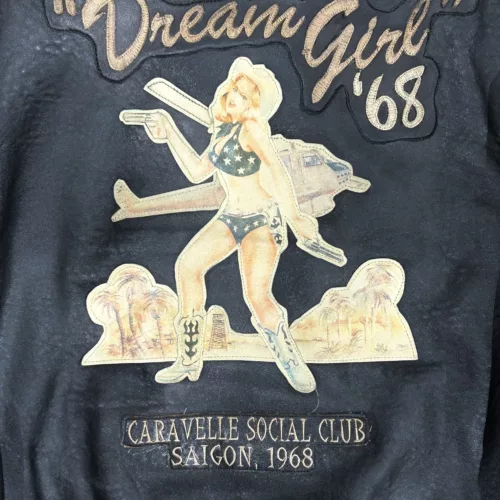 "Dream Girl"
'68
CARAVELLE SOCIAL CLUB
SAIGON, 1968